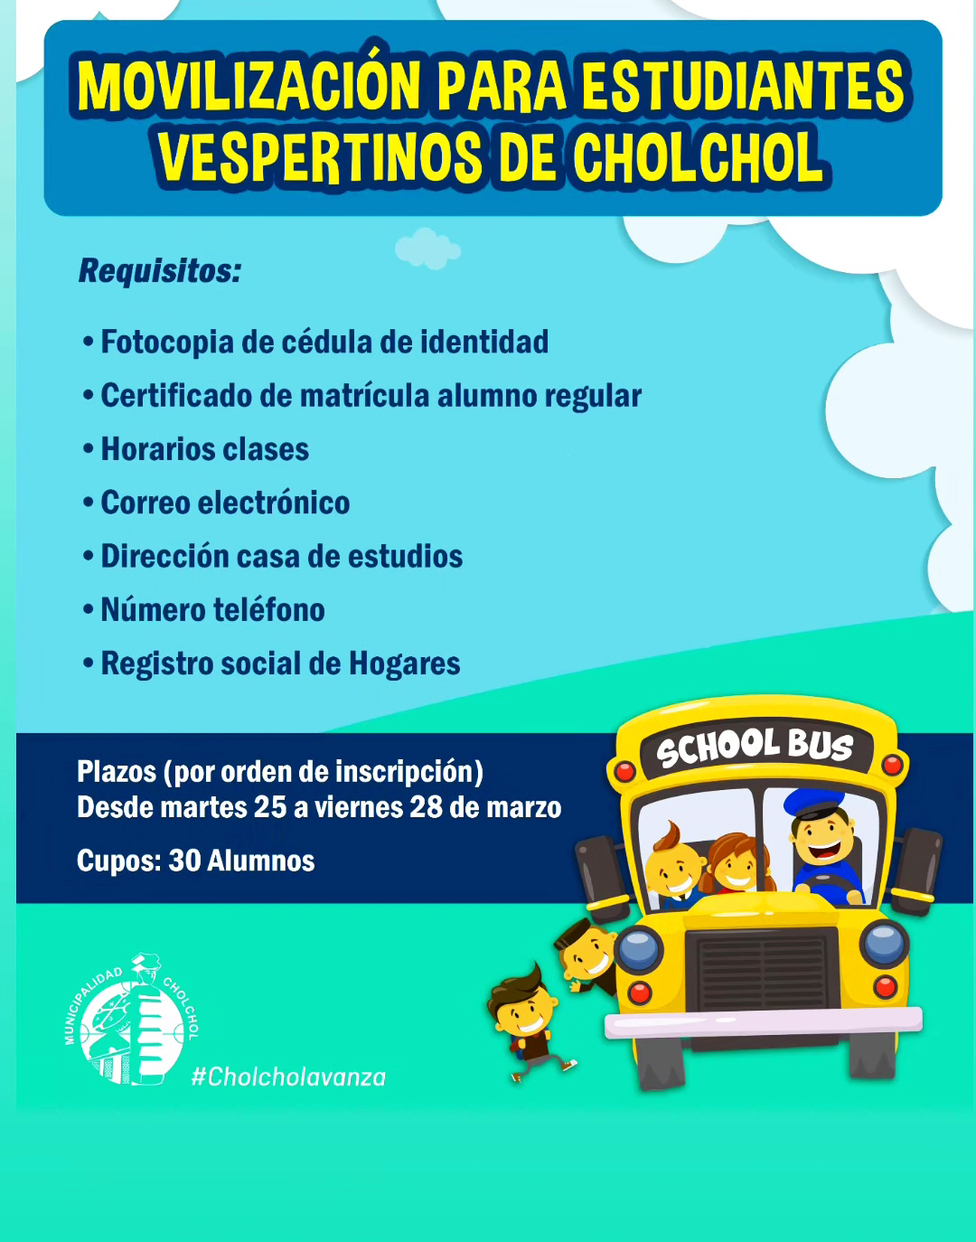 MOVILIZACIÓN PARA ESTUDIANTES
VESPERTINOS DE CHOLCHOL
Requisitos:
• Fotocopia de cédula de identidad
• Certificado de matrícula alumno regular
• Horarios clases
• Correo electrónico
• Dirección casa de estudios
• Número teléfono
• Registro social de Hogares
Plazos (por orden de inscripción)
Desde martes 25 a viernes 28 de marzo
Cupos: 30 Alumnos
SCHOOL BUS
MUNICIPALIDAD CHOLCHOL
#Cholcholavanza